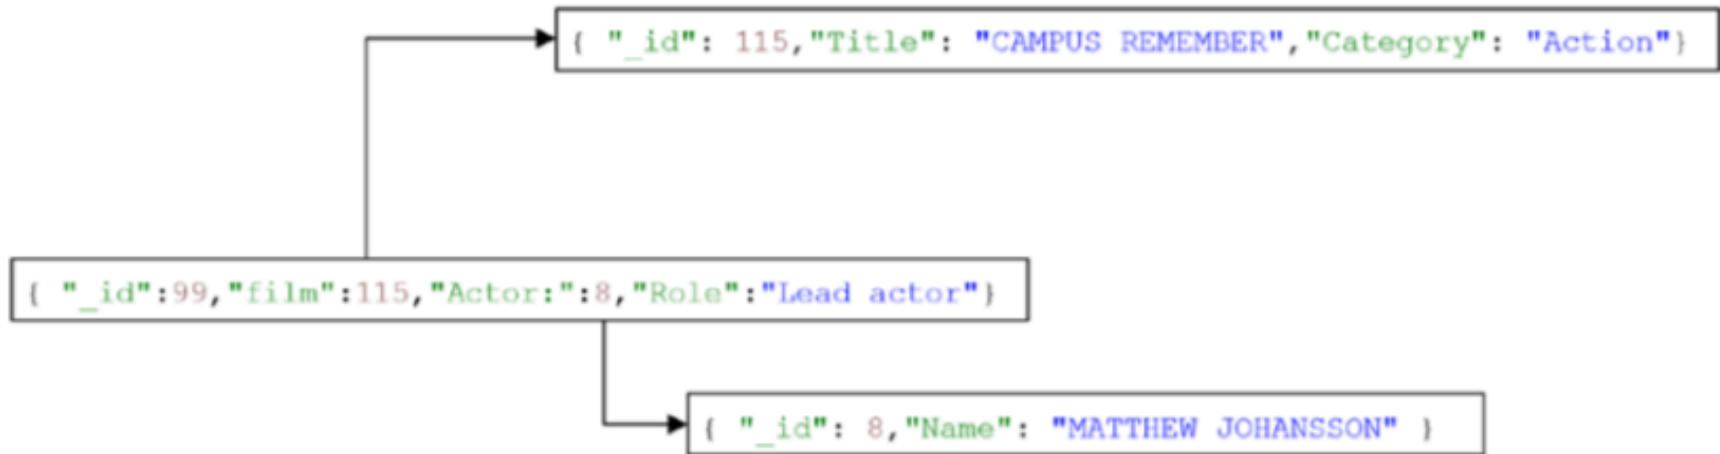 { "_id": 115,"Title": "CAMPUS REMEMBER","Category": "Action"}
{ "_id":99,"film":115,"Actor:":8,"Role":"Lead actor"}
{ "_id": 8,"Name": "MATTHEW JOHANSSON" }